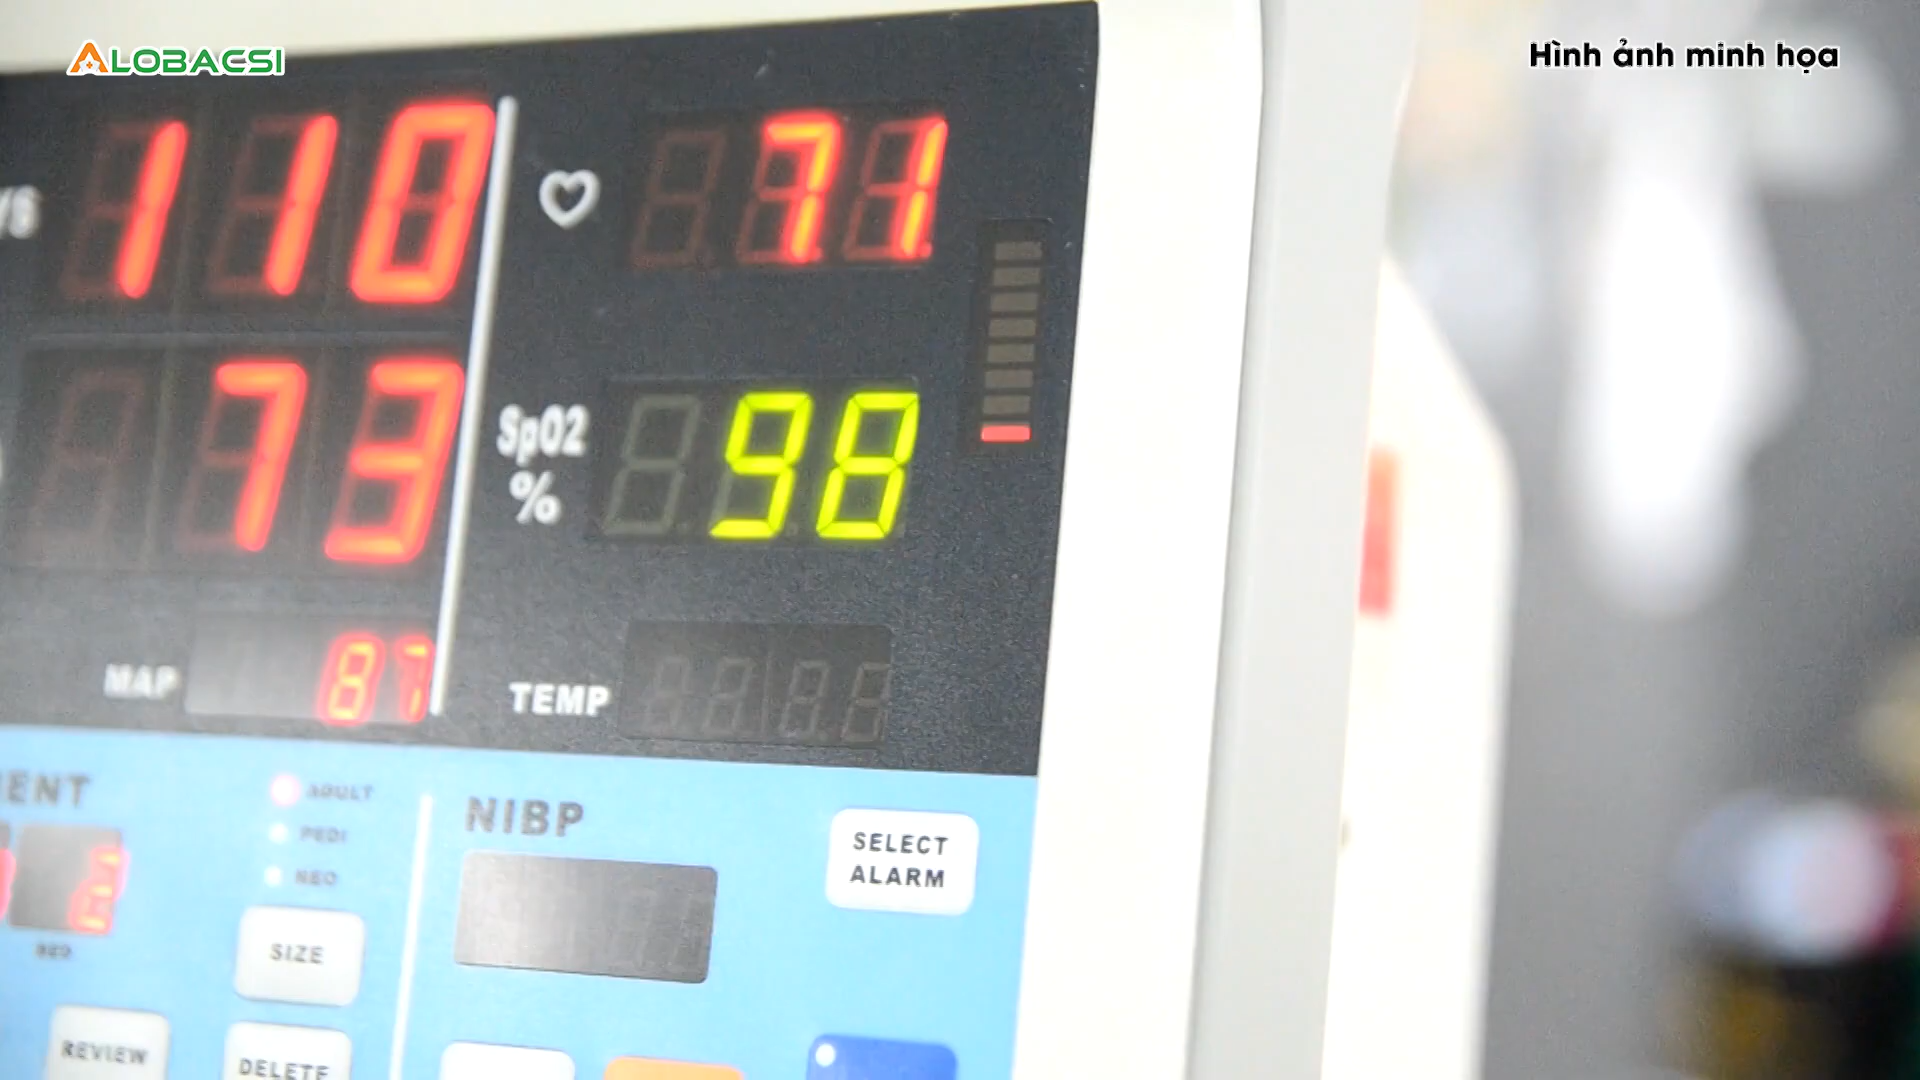 ALOBACSI
Hình ảnh minh họa
110
71
73
SpO2
%
98
MAP
87
TEMP
ADULT
PEDI
NEO
NIBP
SELECT
ALARM
2
SIZE
REVIEW
DELETE